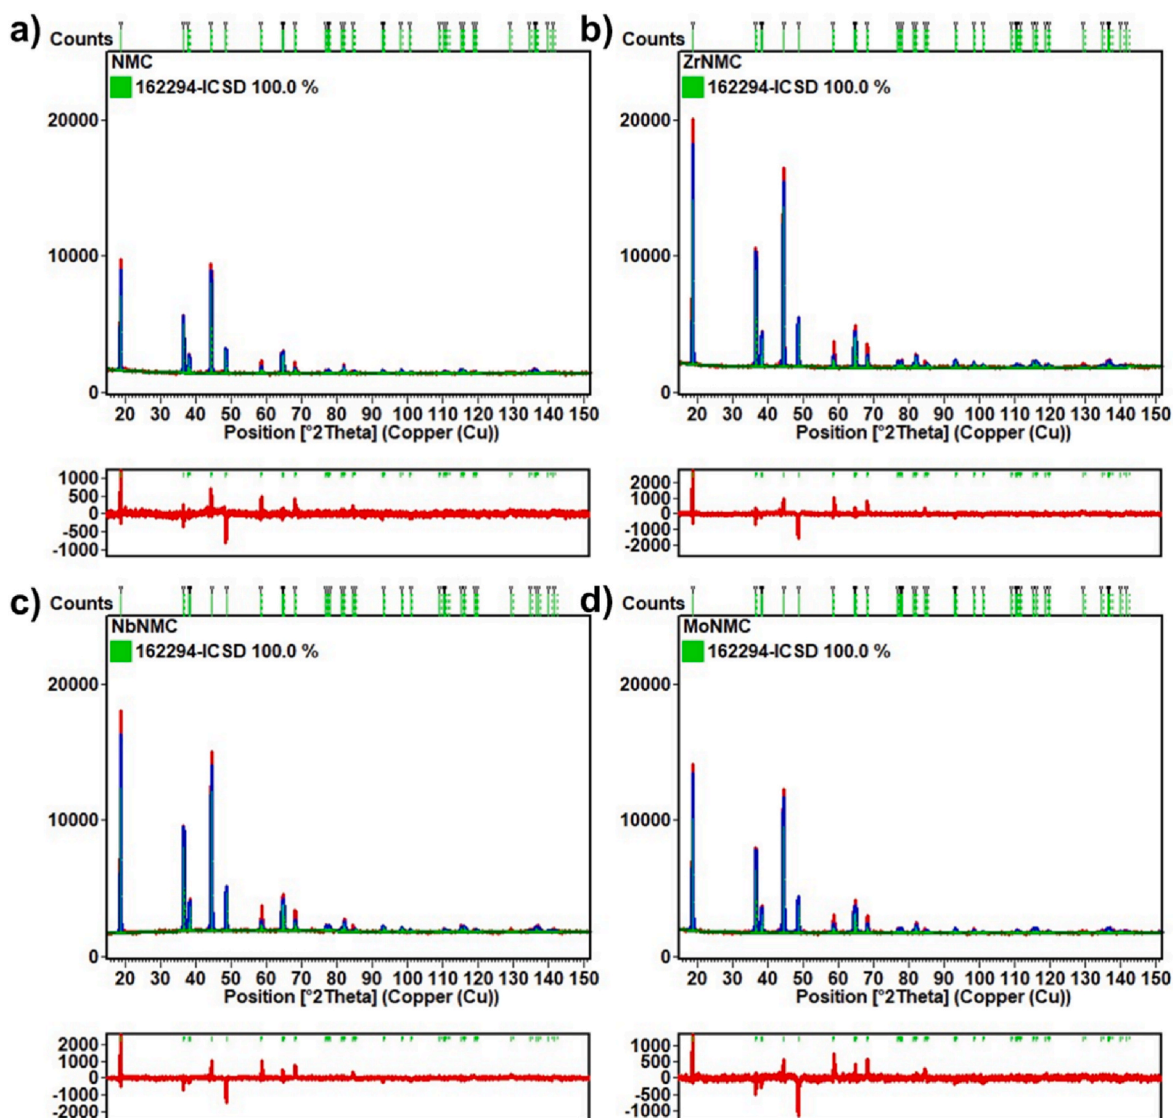 a)
Counts
NMC
162294-ICSD 100.0 %
20000
10000
0
20 30 40 50 60 70 80 90 100 110 120 130 140 150
Position [°2Theta] (Copper (Cu))
1000
500
0
-500
-1000
b)
Counts
ZrNMC
162294-ICSD 100.0 %
20000
10000
0
20 30 40 50 60 70 80 90 100 110 120 130 140 150
Position [°2Theta] (Copper (Cu))
2000
1000
0
-1000
-2000
c)
Counts
NbNMC
162294-ICSD 100.0 %
20000
10000
0
20 30 40 50 60 70 80 90 100 110 120 130 140 150
Position [°2Theta] (Copper (Cu))
2000
1000
0
-1000
-2000
d)
Counts
MoNMC
162294-ICSD 100.0 %
20000
10000
0
20 30 40 50 60 70 80 90 100 110 120 130 140 150
Position [°2Theta] (Copper (Cu))
1000
500
0
-500
-1000